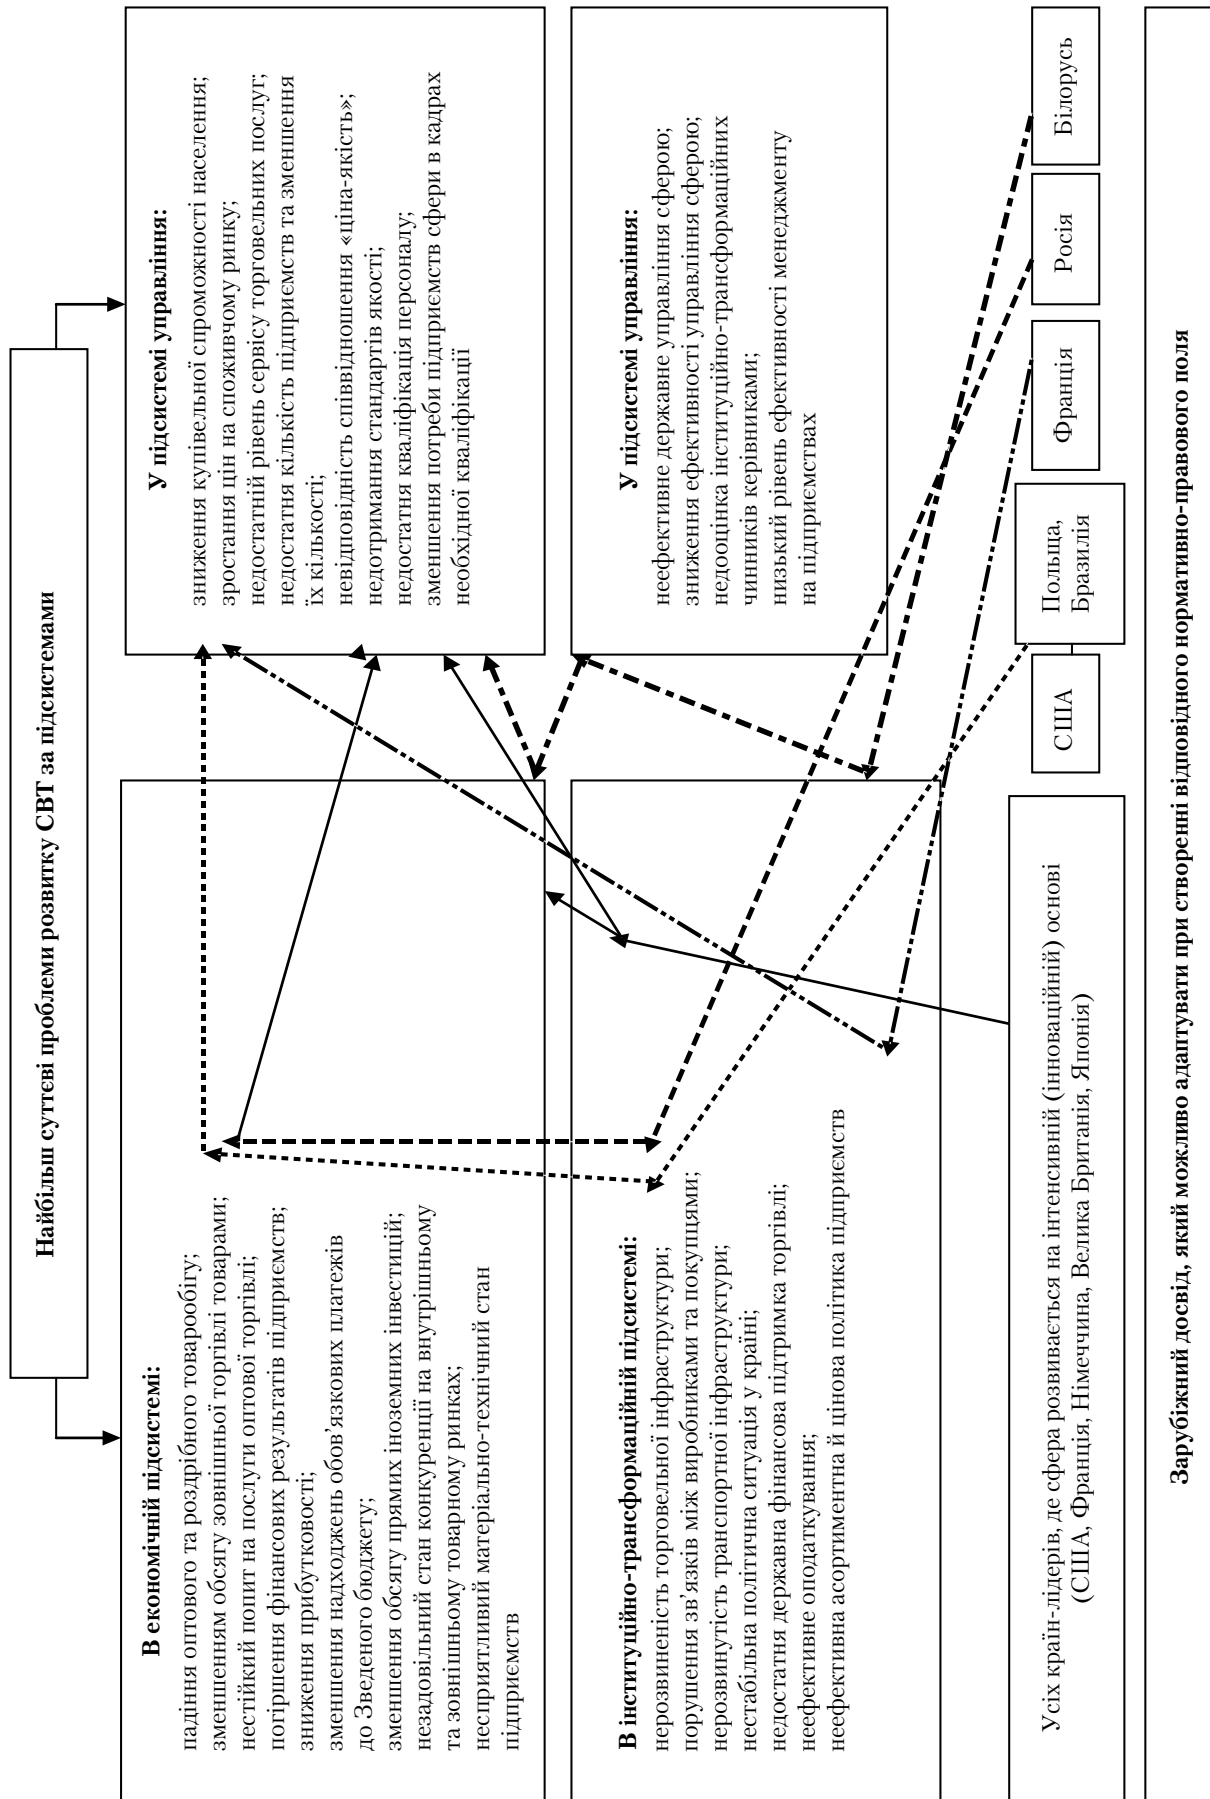 Найбільш суттєві проблеми розвитку СВТ за підсистемами
В економічній підсистемі:
падіння оптового та роздрібного товарообігу;
зменшенням обсягу зовнішньої торгівлі товарами;
нестійкий попит на послуги оптової торгівлі;
погіршення фінансових результатів підприємств;
зниження прибутковості;
зменшення надходжень обов’язкових платежів
до Зведеного бюджету;
зменшення обсягу прямих іноземних інвестицій;
незадовільний стан конкуренції на внутрішньому
та зовнішньому товарному ринках;
несприятливий матеріально-технічний стан
підприємств
У підсистемі управління:
зниження купівельної спроможності населення;
зростання цін на споживчому ринку;
недостатній рівень сервісу торговельних послуг;
недостатня кількість підприємств та зменшення
їх кількості;
невідповідність співвідношення «ціна-якість»;
недотримання стандартів якості;
недостатня кваліфікація персоналу;
зменшення потреби підприємств сфери в кадрах
необхідної кваліфікації
В інституційно-трансформаційній підсистемі:
нерозвиненість торговельної інфраструктури;
порушення зв’язків між виробниками та покупцями;
нерозвинутість транспортної інфраструктури;
нестабільна політична ситуація у країні;
недостатня державна фінансова підтримка торгівлі;
неефективне оподаткування;
неефективна асортиментна й цінова політика підприємств
У підсистемі управління:
неефективне державне управління сферою;
зниження ефективності управління сферою;
недооцінка інституційно-трансформаційних
чинників керівниками;
низький рівень ефективності менеджменту
на підприємствах
Усіх країн-лідерів, де сфера розвивається на інтенсивній (інноваційній) основі
(США, Франція, Німеччина, Велика Британія, Японія)
США
Польща,
Бразилія
Франція
Росія
Білорусь
Зарубіжний досвід, який можливо адаптувати при створенні відповідного нормативно-правового поля